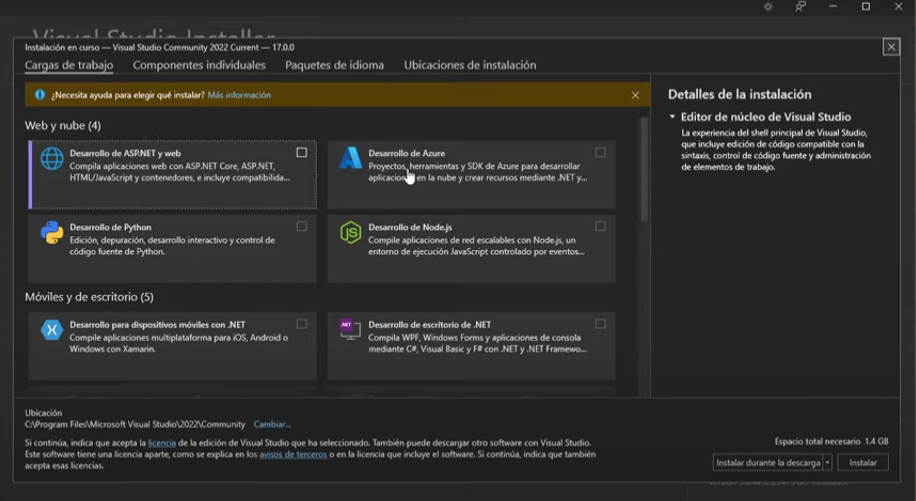 Visual Studio Installer
Instalación en curso — Visual Studio Community 2022 Current — 17.0.0
Cargas de trabajo Componentes individuales Paquetes de idioma Ubicaciones de instalación
¿Necesita ayuda para elegir qué instalar? Más información
Web y nube (4)
Desarrollo de ASP.NET y web
Compila aplicaciones web con ASP.NET Core, ASP.NET,
HTML/JavaScript y contenedores, e incluye compatibilida...
Desarrollo de Azure
Proyectos, herramientas y SDK de Azure para desarrollar
aplicacion en la nube y crear recursos mediante .NET y...
Desarrollo de Python
Edición, depuración, desarrollo interactivo y control de
código fuente de Python.
Desarrollo de Node.js
Compile aplicaciones de red escalables con Node.js, un
entorno de ejecución JavaScript controlado por eventos...
Móviles y de escritorio (5)
Desarrollo para dispositivos móviles con .NET
Compile aplicaciones multiplataforma para iOS, Android o
Windows con Xamarin.
.NET
Desarrollo de escritorio de .NET
Compila WPF, Windows Forms y aplicaciones de consola
mediante C#, Visual Basic y F# con .NET y .NET Framewo...
Detalles de la instalación
Editor de núcleo de Visual Studio
La experiencia del shell principal de Visual Studio,
que incluye edición de código compatible con la
sintaxis, control de código fuente y administración
de elementos de trabajo.
Ubicación
C:\Program Files\Microsoft Visual Studio\2022\Community Cambiar...
Si continúa, indica que acepta la licencia de la edición de Visual Studio que ha seleccionado. También puede descargar otro software con Visual Studio.
Este software tiene una licencia aparte, como se explica en los avisos de terceros o en la licencia que incluye el software. Si continúa, indica que también
acepta esas licencias.
Espacio total necesario 1.4 GB
Instalar durante la descarga Instalar